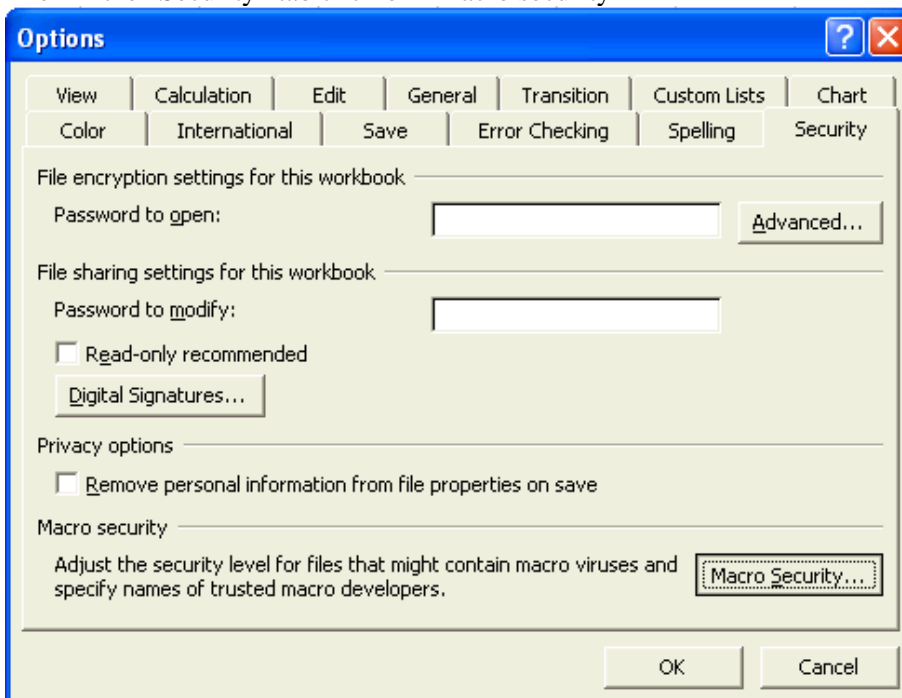 Options
View Calculation Edit General Transition Custom Lists Chart
Color International Save Error Checking Spelling Security
File encryption settings for this workbook
Password to open:
Advanced...
File sharing settings for this workbook
Password to modify:
Read-only recommended
Digital Signatures...
Privacy options
Remove personal information from file properties on save
Macro security
Adjust the security level for files that might contain macro viruses and
specify names of trusted macro developers.
Macro Security...
OK Cancel